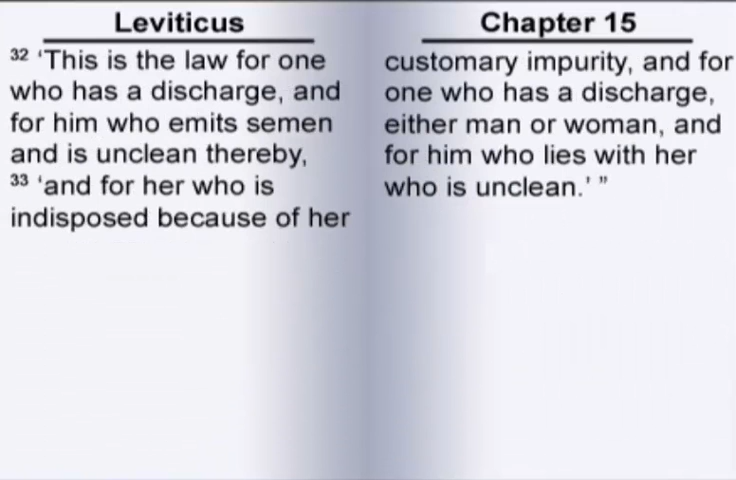 Leviticus
³² ‘This is the law for one
who has a discharge, and
for him who emits semen
and is unclean thereby,
³³ ‘and for her who is
indisposed because of her
Chapter 15
customary impurity, and for
one who has a discharge,
either man or woman, and
for him who lies with her
who is unclean.’ ”